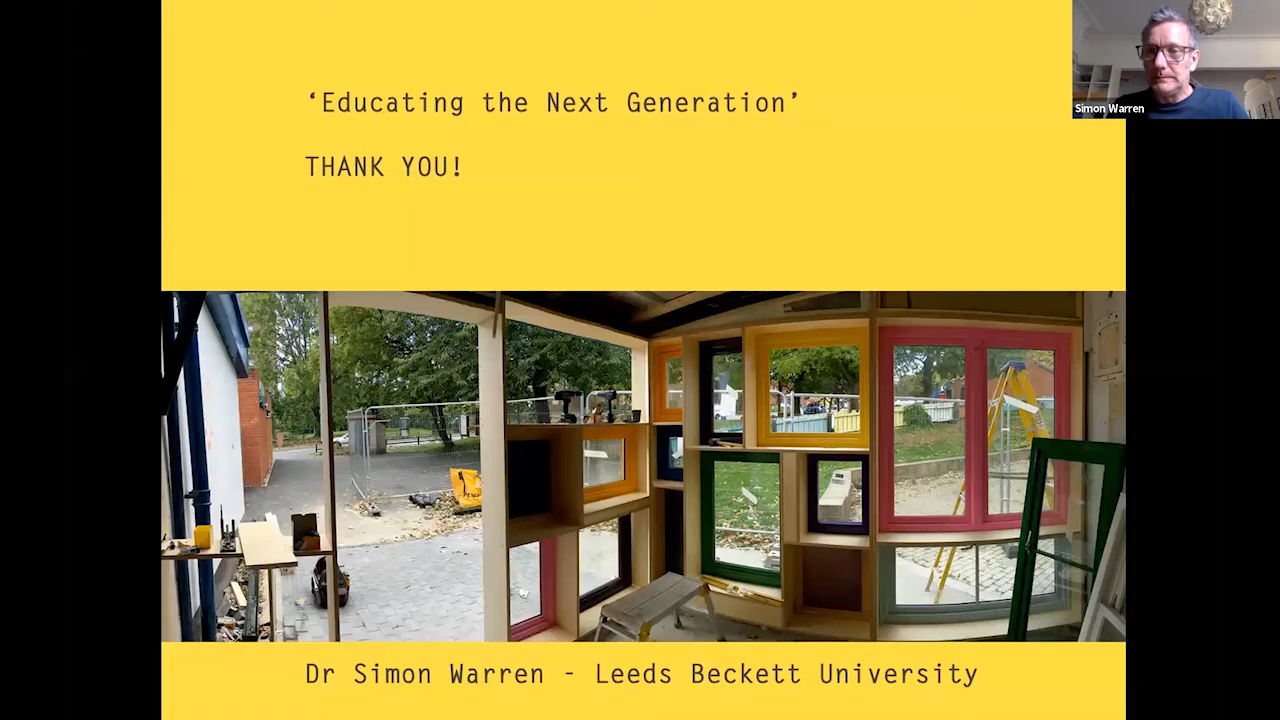 ‘Educating the Next Generation’
THANK YOU!
Simon Warren
Dr Simon Warren - Leeds Beckett University